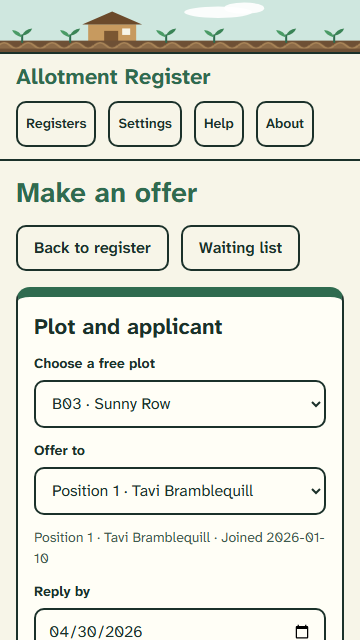 Allotment Register
Registers
Settings
Help
About
Make an offer
Back to register
Waiting list
Plot and applicant
Choose a free plot
B03 · Sunny Row
Offer to
Position 1 · Tavi Bramblequill
Position 1 · Tavi Bramblequill · Joined 2026-01-
10
Reply by
04/30/2026